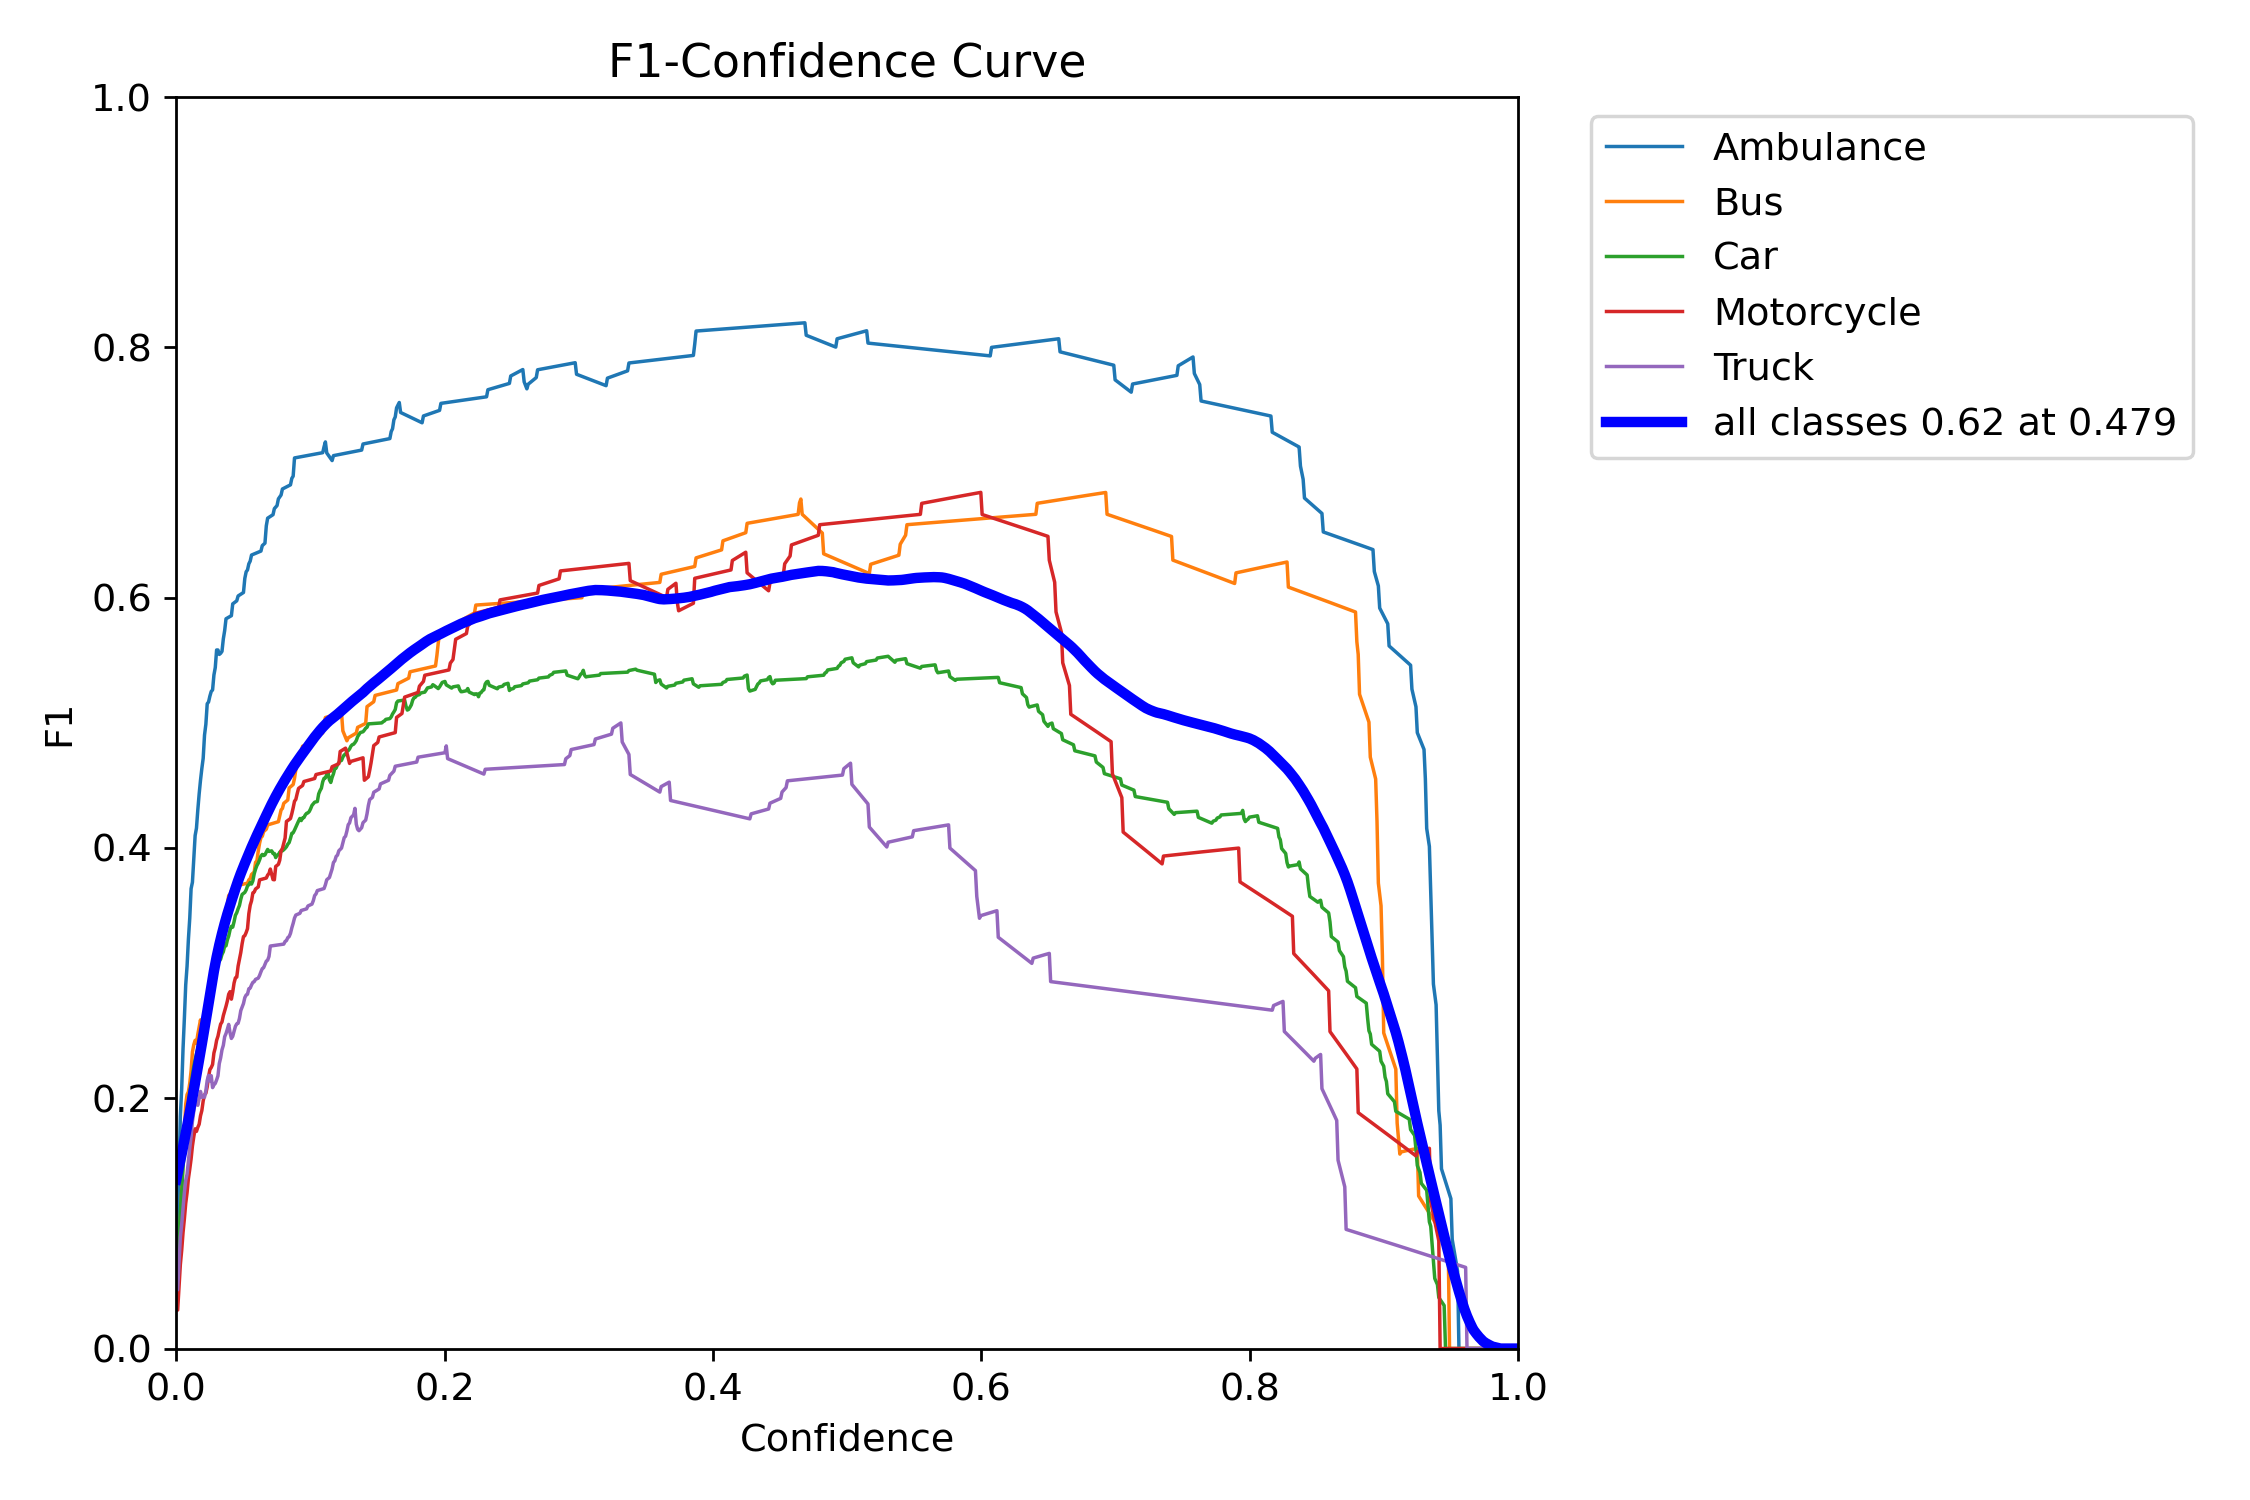 F1-Confidence Curve
1.0
0.8
0.6
0.4
0.2
0.0
F1
0.0 0.2 0.4 0.6 0.8 1.0
Confidence
Ambulance
Bus
Car
Motorcycle
Truck
all classes 0.62 at 0.479